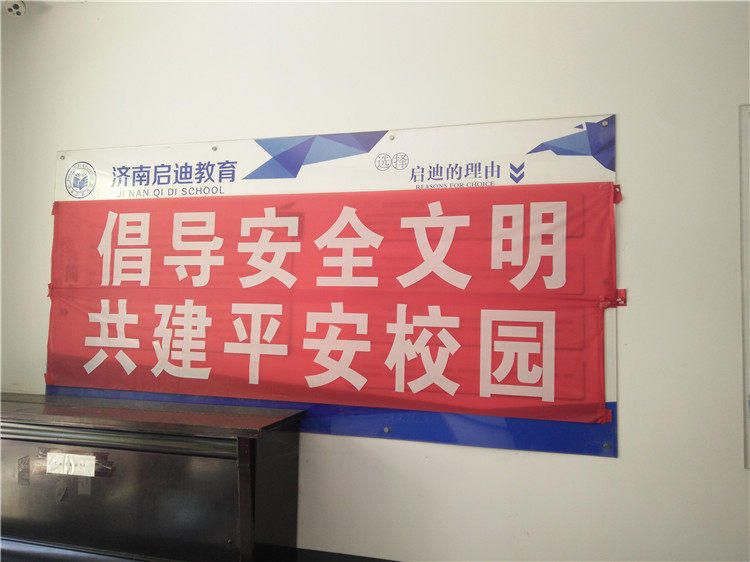 济南启迪教育
JI NAN QI DI SCHOOL
选择 启迪的理由
REASONS FOR CHOICE
倡导安全文明
共建平安校园